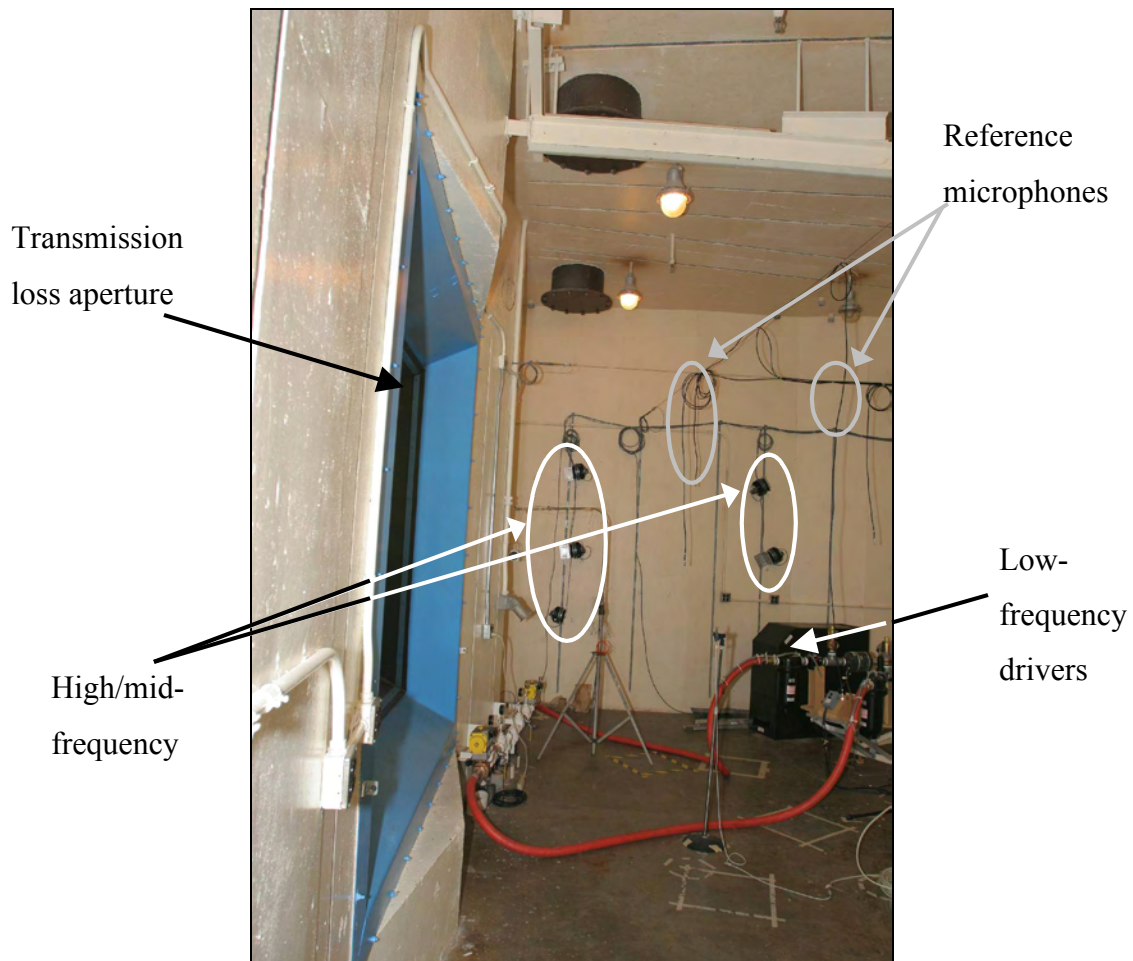 Reference
microphones
Transmission
loss aperture
Low-
frequency
drivers
High/mid-
frequency